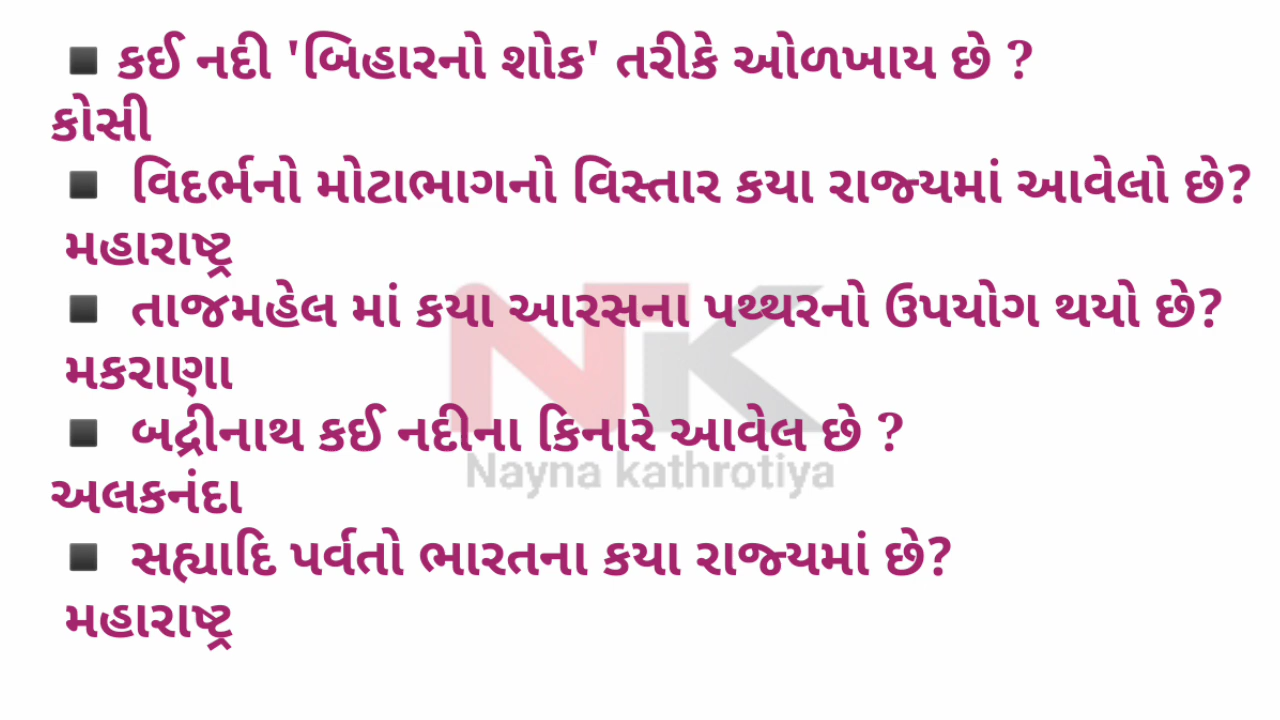 ▪ કઈ નદી 'બિહારનો શોક' તરીકે ઓળખાય છે ?
કોસી
▪ વિદર્ભનો મોટાભાગનો વિસ્તાર કયા રાજ્યમાં આવેલો છે?
મહારાષ્ટ્ર
▪ તાજમહેલ માં કયા આરસના પથ્થરનો ઉપયોગ થયો છે?
મકરાણા
▪ બદ્રીનાથ કઈ નદીના કિનારે આવેલ છે ?
NK
Nayna kathrotiya
અલકનંદા
▪ સહ્યાદિ પર્વતો ભારતના કયા રાજ્યમાં છે?
મહારાષ્ટ્ર